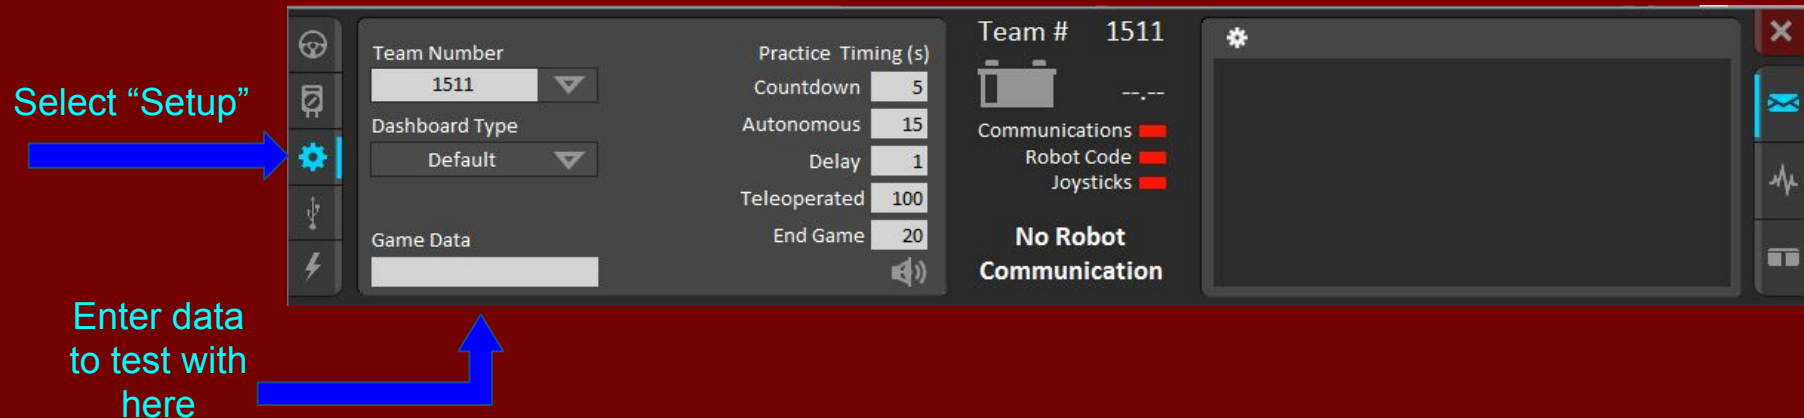 Select “Setup”
Enter data
to test with
here
Team Number
1511
Dashboard Type
Default
Game Data
Practice Timing (s)
Countdown 5
Autonomous 15
Delay 1
Teleoperated 100
End Game 20
Team # 1511
--.--
Communications
Robot Code
Joysticks
No Robot
Communication